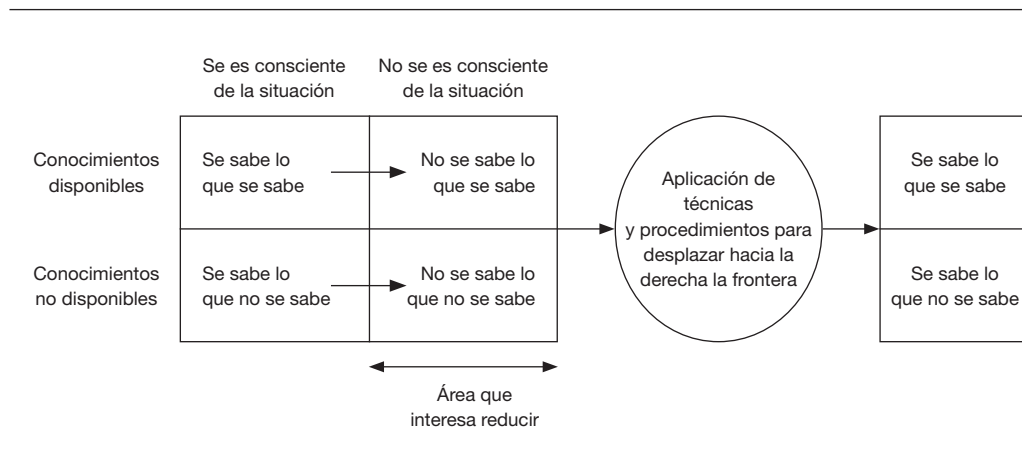 Se es consciente
de la situación
No se es consciente
de la situación
Conocimientos
disponibles
Se sabe lo
que se sabe
No se sabe lo
que se sabe
Conocimientos
no disponibles
Se sabe lo
que no se sabe
No se sabe lo
que no se sabe
Área que
interesa reducir
Aplicación de
técnicas
y procedimientos para
desplazar hacia la
derecha la frontera
Se sabe lo
que se sabe
Se sabe lo
que no se sabe